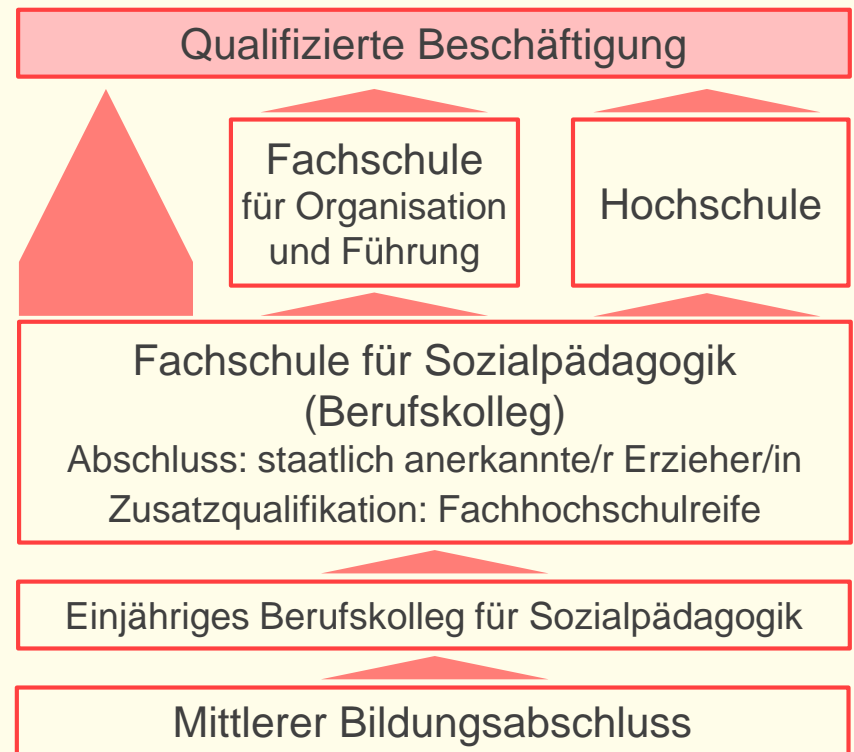 Qualifizierte Beschäftigung
Fachschule
für Organisation
und Führung
Hochschule
Fachschule für Sozialpädagogik
(Berufskolleg)
Abschluss: staatlich anerkannte/r Erzieher/in
Zusatzqualifikation: Fachhochschulreife
Einjähriges Berufskolleg für Sozialpädagogik
Mittlerer Bildungsabschluss